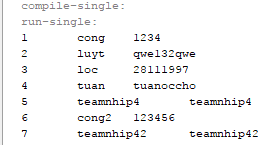 compile-single:
run-single:
1 cong 1234
2 luyt qwe132qwe
3 loc 28111997
4 tuan tuanoccho
5 teamnhip4 teamnhip4
6 cong2 123456
7 teamnhip42 teamnhip42